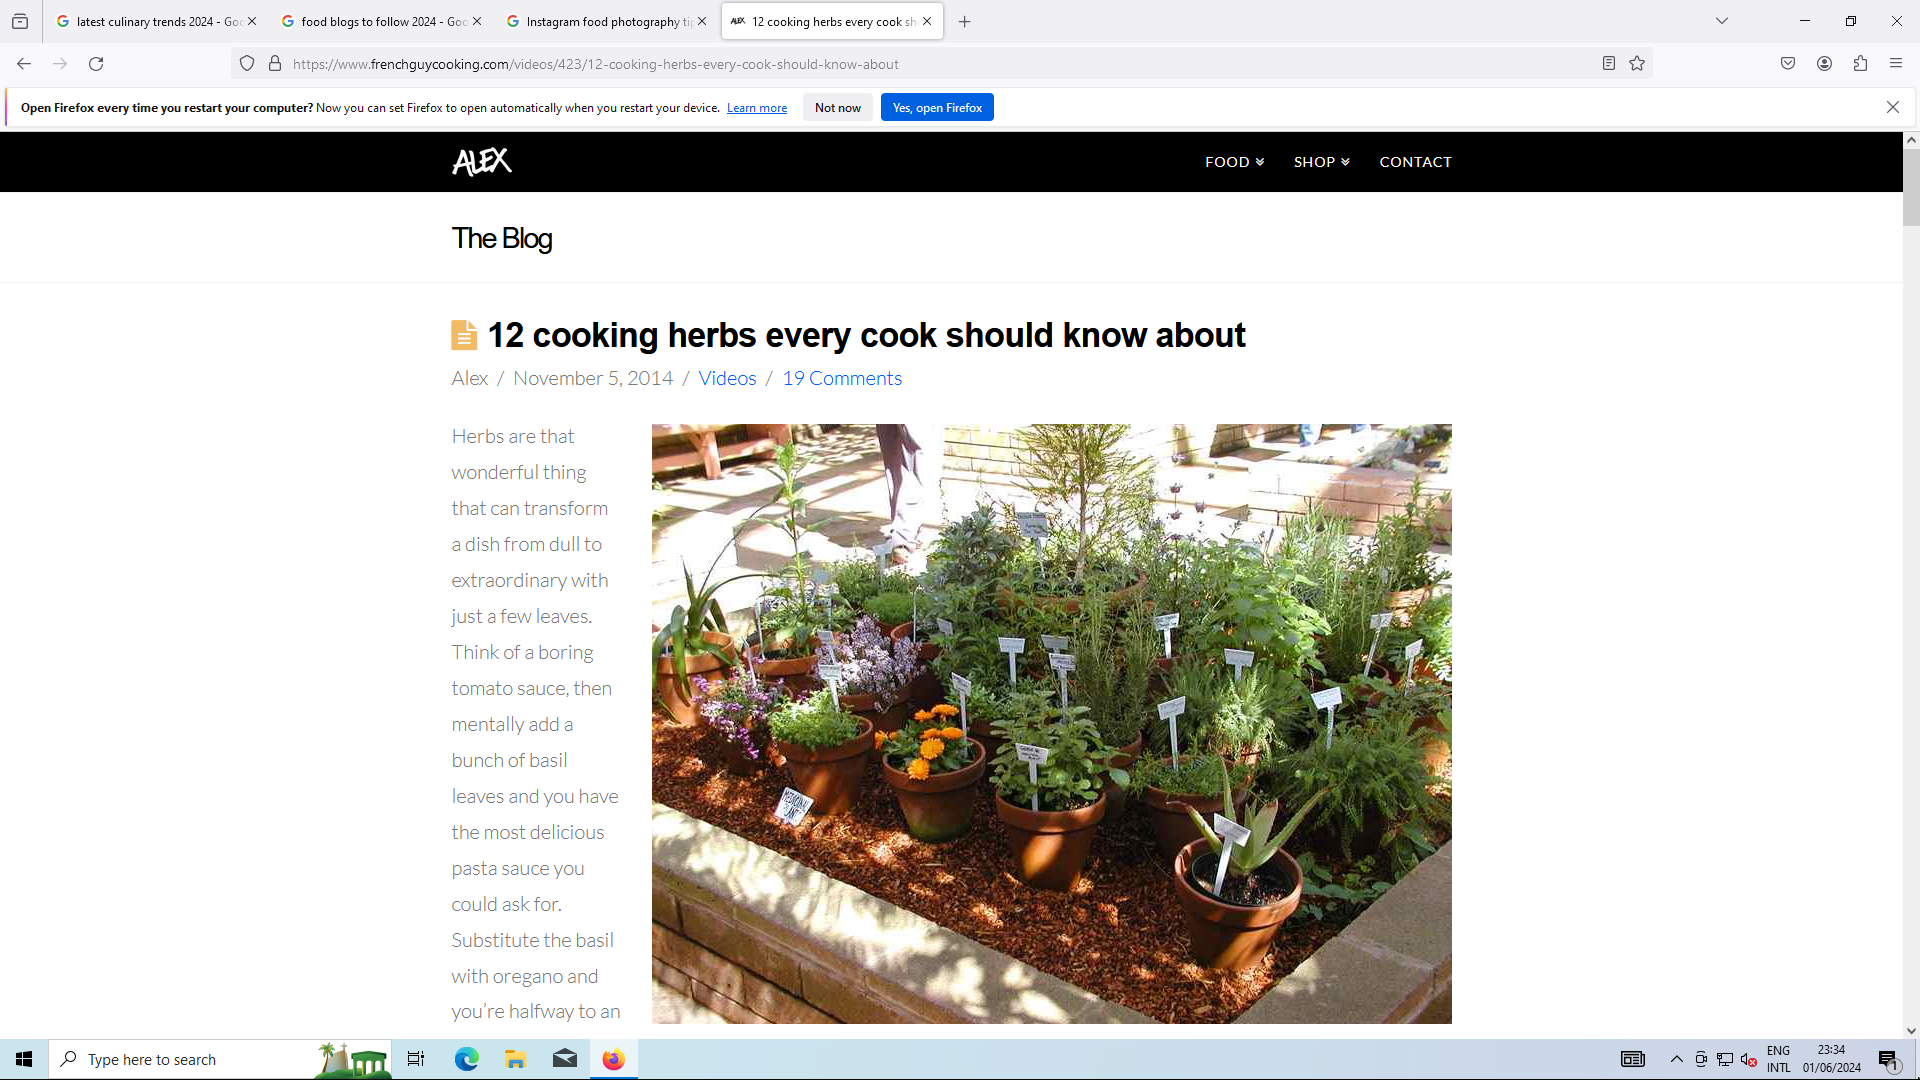 latest culinary trends 2024 - Goo
food blogs to follow 2024 - Goo
Instagram food photography tip
ALEX
12 cooking herbs every cook sh
https://www.frenchguycooking.com/videos/423/12-cooking-herbs-every-cook-should-know-about
Open Firefox every time you restart your computer? Now you can set Firefox to open automatically when you restart your device. Learn more
Not now
Yes, open Firefox
ALEX
FOOD
SHOP
CONTACT
The Blog
12 cooking herbs every cook should know about
Alex / November 5, 2014 / Videos / 19 Comments
Herbs are that
wonderful thing
that can transform
a dish from dull to
extraordinary with
just a few leaves.
Think of a boring
tomato sauce, then
mentally add a
bunch of basil
leaves and you have
the most delicious
pasta sauce you
could ask for.
Substitute the basil
with oregano and
you're halfway to an
MEDICINAL
PLANT
Type here to search
ENG
INTL
23:34
01/06/2024
1